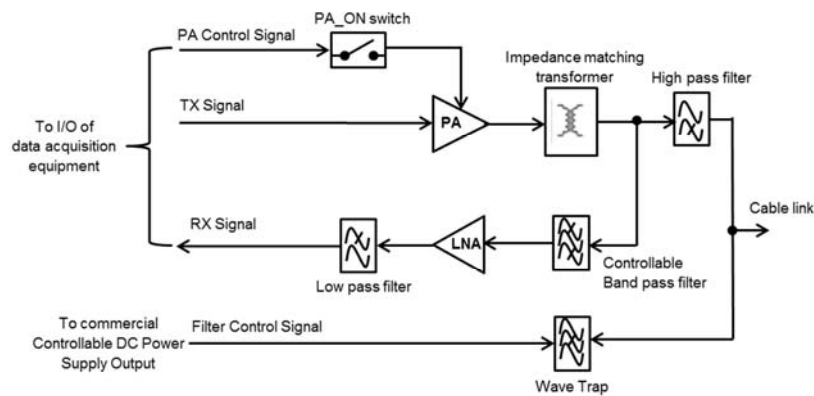 PA_ON switch
PA Control Signal
Impedance matching
transformer
High pass filter
TX Signal
PA
To I/O of
data acquisition
equipment
Cable link
RX Signal
LNA
Low pass filter
Controllable
Band pass filter
To commercial
Controllable DC Power
Supply Output
Filter Control Signal
Wave Trap